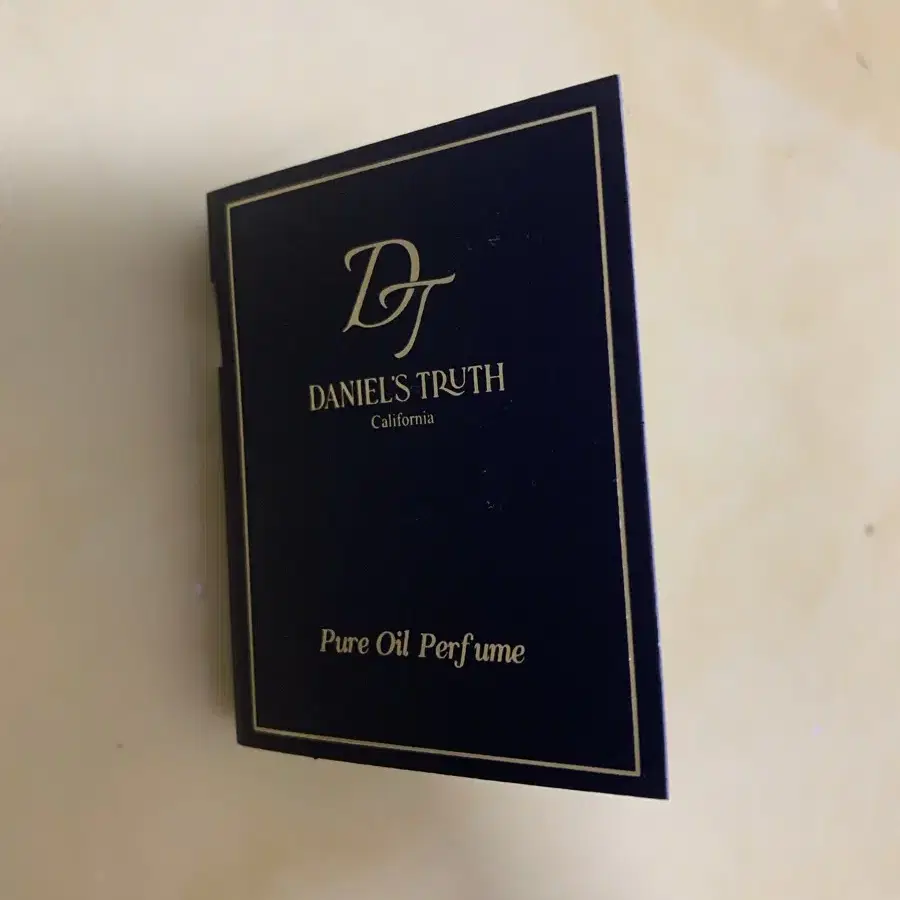 DT
DANIEL'S TRUTH
California
Pure Oil Perfume